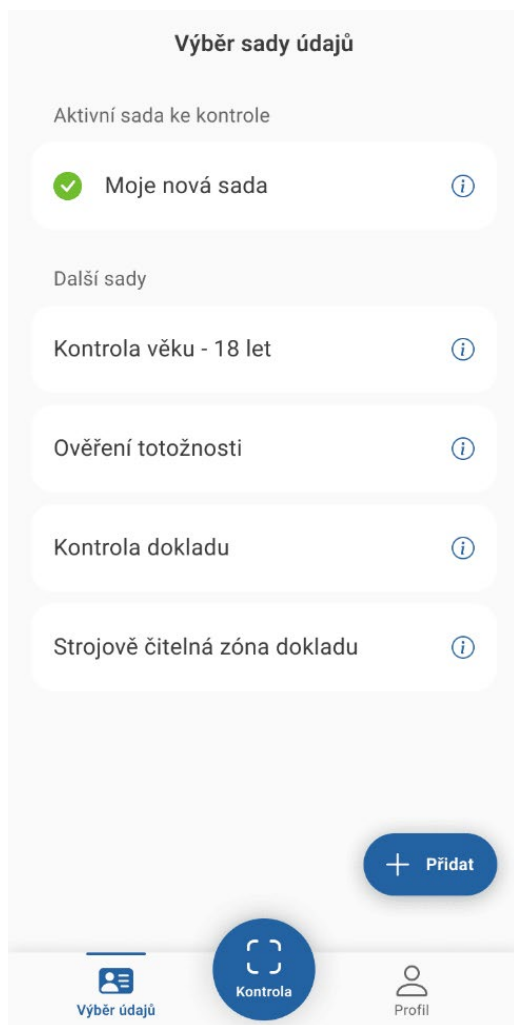 Výběr sady údajů
Aktivní sada ke kontrole
Moje nová sada
Další sady
Kontrola věku - 18 let
Ověření totožnosti
Kontrola dokladu
Strojově čitelná zóna dokladu
Přidat
Výběr údajů
Kontrola
Profil